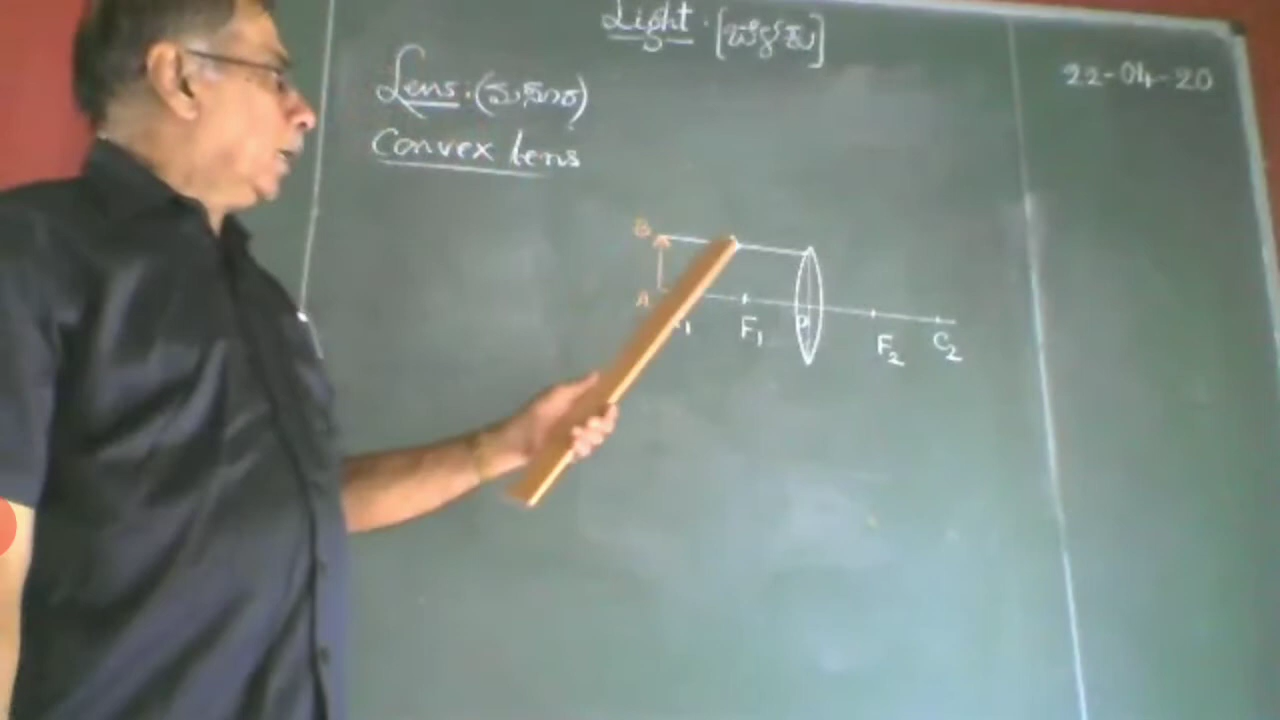 Light. [ಬೆಳಕು]
22-04-20
Lens. (ಮಸೂರ)
Convex lens
B
A
F₁
P
F₂
C₂